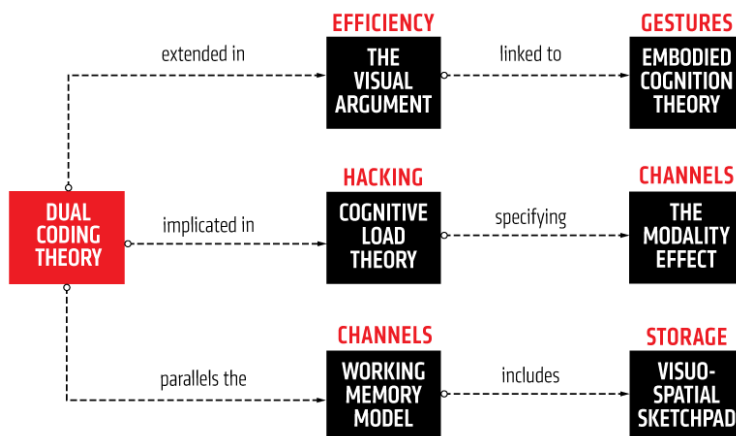 EFFICIENCY
GESTURES
extended in
THE
VISUAL
ARGUMENT
linked to
EMBODIED
COGNITION
THEORY
DUAL
CODING
THEORY
HACKING
CHANNELS
implicated in
COGNITIVE
LOAD
THEORY
specifying
THE
MODALITY
EFFECT
CHANNELS
STORAGE
parallels the
WORKING
MEMORY
MODEL
includes
VISUO-
SPATIAL
SKETCHPAD